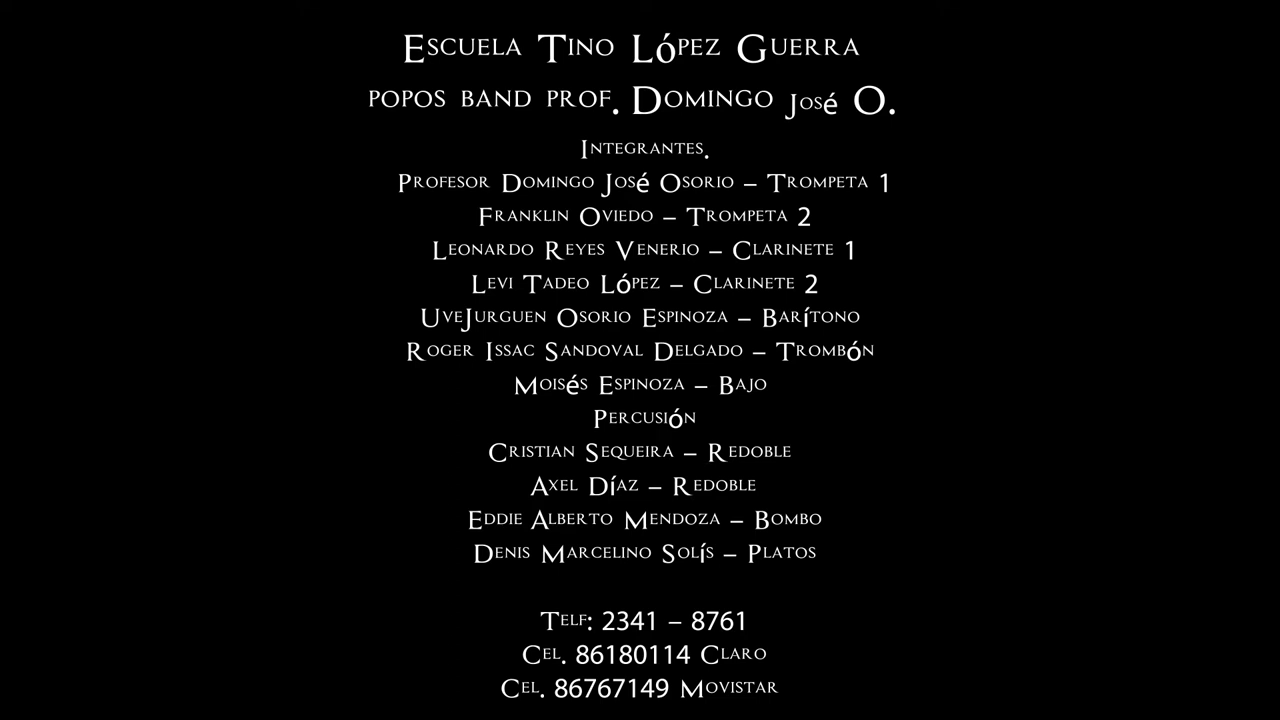 Escuela Tino López Guerra
popos band prof. Domingo José O.
Integrantes.
Profesor Domingo José Osorio – Trompeta 1
Franklin Oviedo – Trompeta 2
Leonardo Reyes Venerio – Clarinete 1
Levi Tadeo López – Clarinete 2
UveJurguen Osorio Espinoza – Barítono
Roger Issac Sandoval Delgado – Trombón
Moisés Espinoza – Bajo
Percusión
Cristian Sequeira – Redoble
Axel Díaz – Redoble
Eddie Alberto Mendoza – Bombo
Denis Marcelino Solís – Platos
Telf: 2341 – 8761
Cel. 86180114 Claro
Cel. 86767149 Movistar